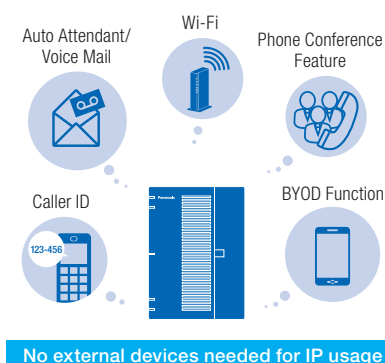 Wi-Fi
Auto Attendant/
Voice Mail
Phone Conference
Feature
Caller ID
BYOD Function
123-456
Panasonic
No external devices needed for IP usage